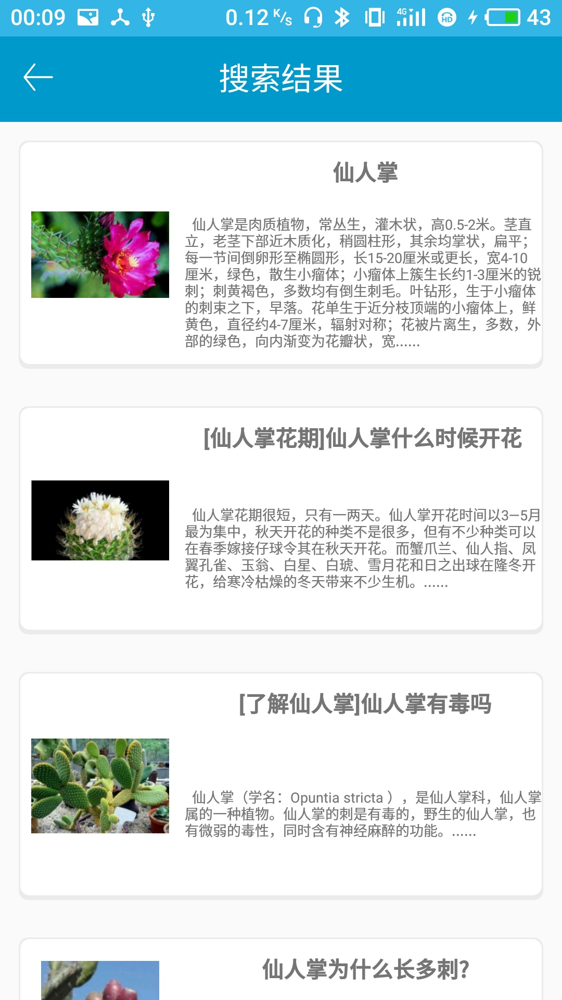 00:09
0.12 K/s
4G
HD
43
搜索结果
仙人掌
仙人掌是肉质植物，常丛生，灌木状，高0.5-2米。茎直
立，老茎下部近木质化，稍圆柱形，其余均掌状，扁平；
每一节间倒卵形至椭圆形，长15-20厘米或更长，宽4-10
厘米，绿色，散生小瘤体；小瘤体上簇生长约1-3厘米的锐
刺；刺黄褐色，多数均有倒生刺毛。叶钻形，生于小瘤体
的刺束之下，早落。花单生于近分枝顶端的小瘤体上，鲜
黄色，直径约4-7厘米，辐射对称；花被片离生，多数，外
部的绿色，向内渐变为花瓣状，宽......
[仙人掌花期]仙人掌什么时候开花
仙人掌花期很短，只有一两天。仙人掌开花时间以3—5月
最为集中，秋天开花的种类不是很多，但有不少种类可以
在春季嫁接仔球令其在秋天开花。而蟹爪兰、仙人指、凤
翼孔雀、玉翁、白星、白琥、雪月花和日之出球在隆冬开
花，给寒冷枯燥的冬天带来不少生机。......
[了解仙人掌]仙人掌有毒吗
仙人掌（学名：Opuntia stricta ），是仙人掌科，仙人掌
属的一种植物。仙人掌的刺是有毒的，野生的仙人掌，也
有微弱的毒性，同时含有神经麻醉的功能。......
仙人掌为什么长多刺?